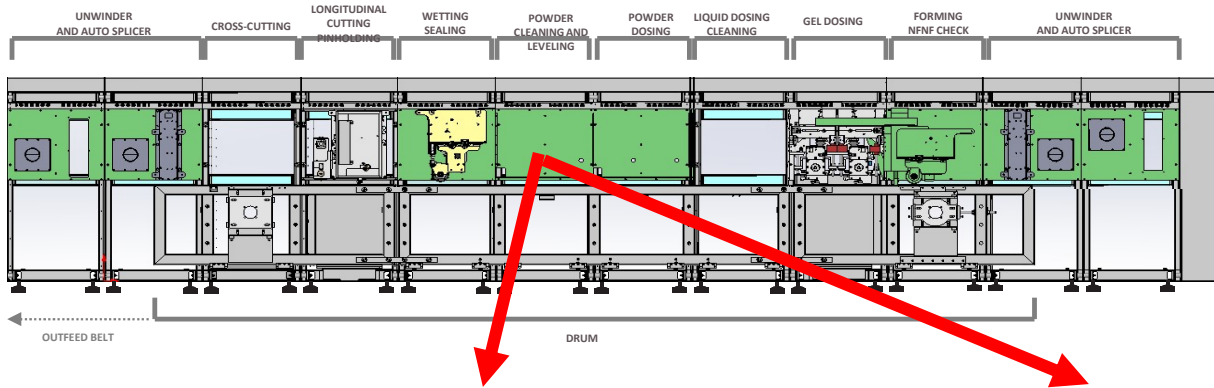 UNWINDER
AND AUTO SPLICER
CROSS-CUTTING
LONGITUDINAL
CUTTING
PINHOLDING
WETTING
SEALING
POWDER
CLEANING AND
LEVELING
POWDER
DOSING
LIQUID DOSING
CLEANING
GEL DOSING
FORMING
NFNF CHECK
UNWINDER
AND AUTO SPLICER
OUTFEED BELT
DRUM